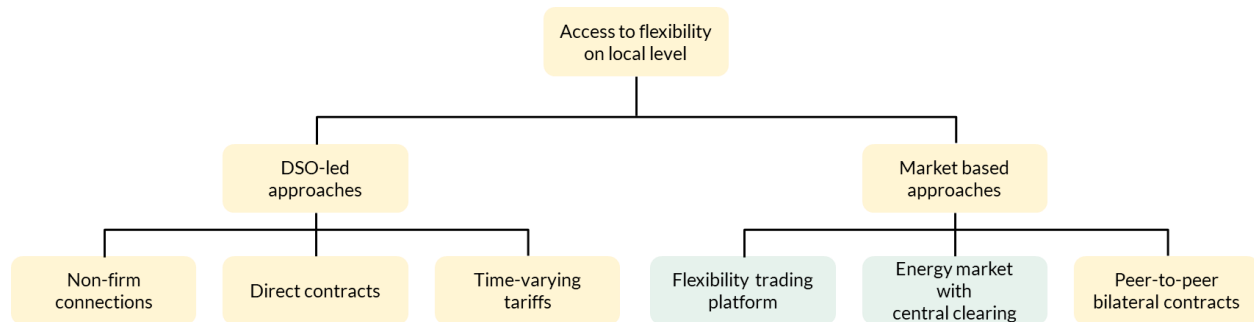 Access to flexibility
on local level
DSO-led
approaches
Market based
approaches
Non-firm
connections
Direct contracts
Time-varying
tariffs
Flexibility trading
platform
Energy market
with
central clearing
Peer-to-peer
bilateral contracts